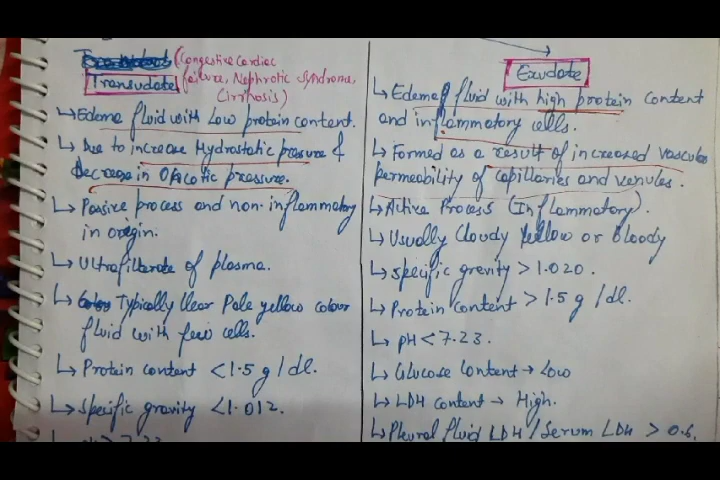 (Congestive Cardiac
Transudate failure, Nephrotic Syndrome,
Cirrhosis)
↳ Edema fluid with Low protein content.
↳ Due to increase Hydrostatic pressure &
decrease in Oncotic pressure.
↳ Passive process and non-inflammatory
in origin.
↳ Ultrafilterate of plasma.
↳ Typically Clear Pale yellow colour
fluid with few cells.
↳ Protein content <1.5 g/dl.
↳ Specific gravity <1.012.
Exudate
↳ Edema fluid with high protein content
and inflammatory cells.
↳ Formed as a result of increased vascular
permeability of capillaries and venules.
↳ Active Process (Inflammatory).
↳ Usually Cloudy yellow or bloody
↳ Specific gravity > 1.020.
↳ Protein content > 1.5 g/dl.
↳ pH < 7.23.
↳ Glucose Content → Low
↳ LDH content → High.
↳ Pleural fluid LDH / Serum LDH > 0.6.